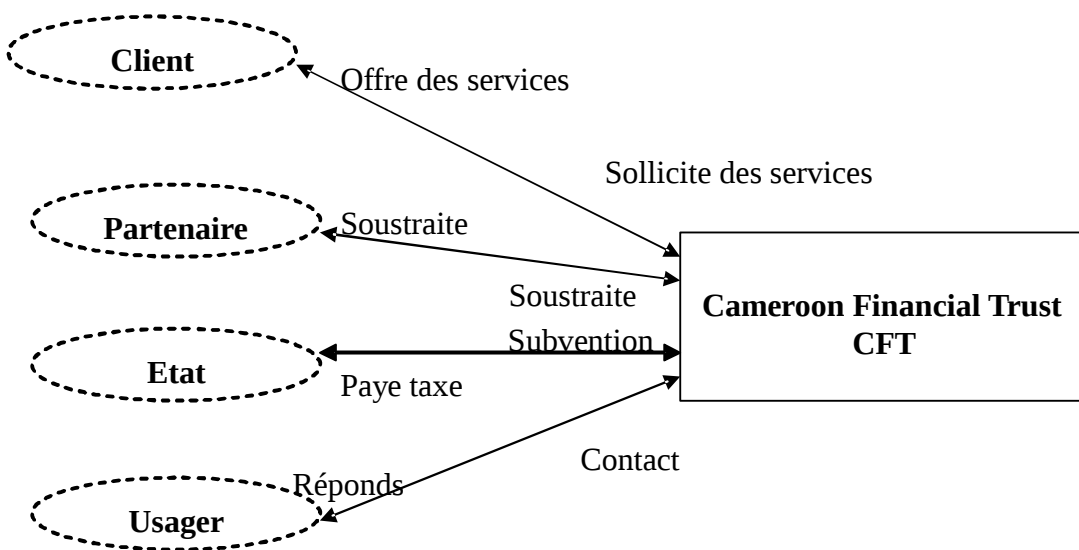 Client
Offre des services
Sollicite des services
Partenaire
Soustraite
Soustraite
Cameroon Financial Trust
CFT
Subvention
Etat
Paye taxe
Contact
Réponds
Usager